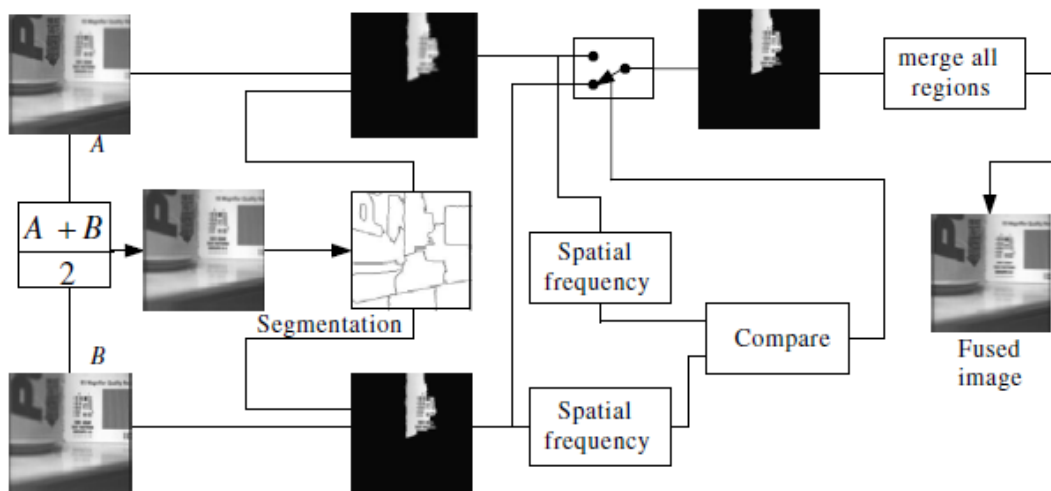 merge all
regions
A
A + B
2
Spatial
frequency
Segmentation
Compare
B
Fused
image
Spatial
frequency